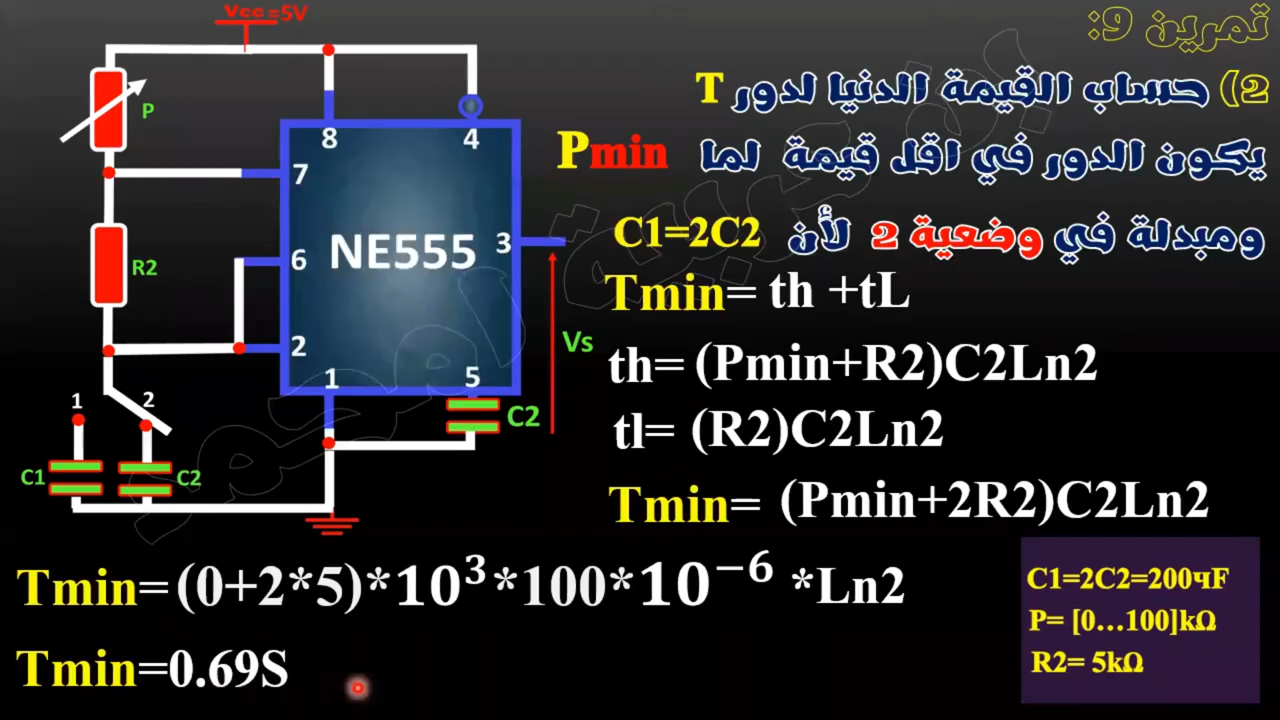 تمرين 9:
2) حساب القيمة الدنيا لدور T
يكون الدور في اقل قيمة لما Pmin
ومبدلة في وضعية 2 لأن C1=2C2
Tmin= th +tL
th= (Pmin+R2)C2Ln2
tl= (R2)C2Ln2
Tmin= (Pmin+2R2)C2Ln2
Tmin=(0+2*5)*10³*100*10⁻⁶ *Ln2
Tmin=0.69S
C1=2C2=200чF
P= [0...100]kΩ
R2= 5kΩ
Vcc=5V
P
8
4
7
R2
6
NE555
3
2
Vs
1
5
C2
1
2
C1
C2